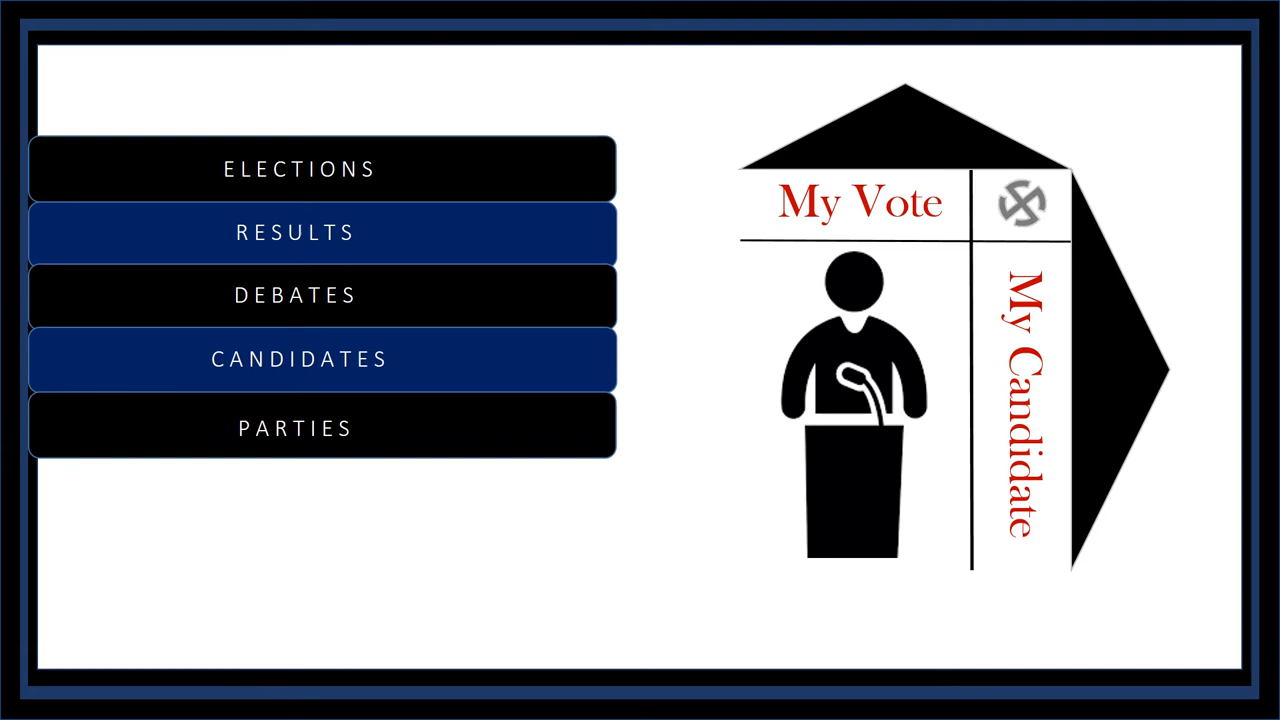 ELECTIONS
RESULTS
DEBATES
CANDIDATES
PARTIES
My Vote
My Candidate